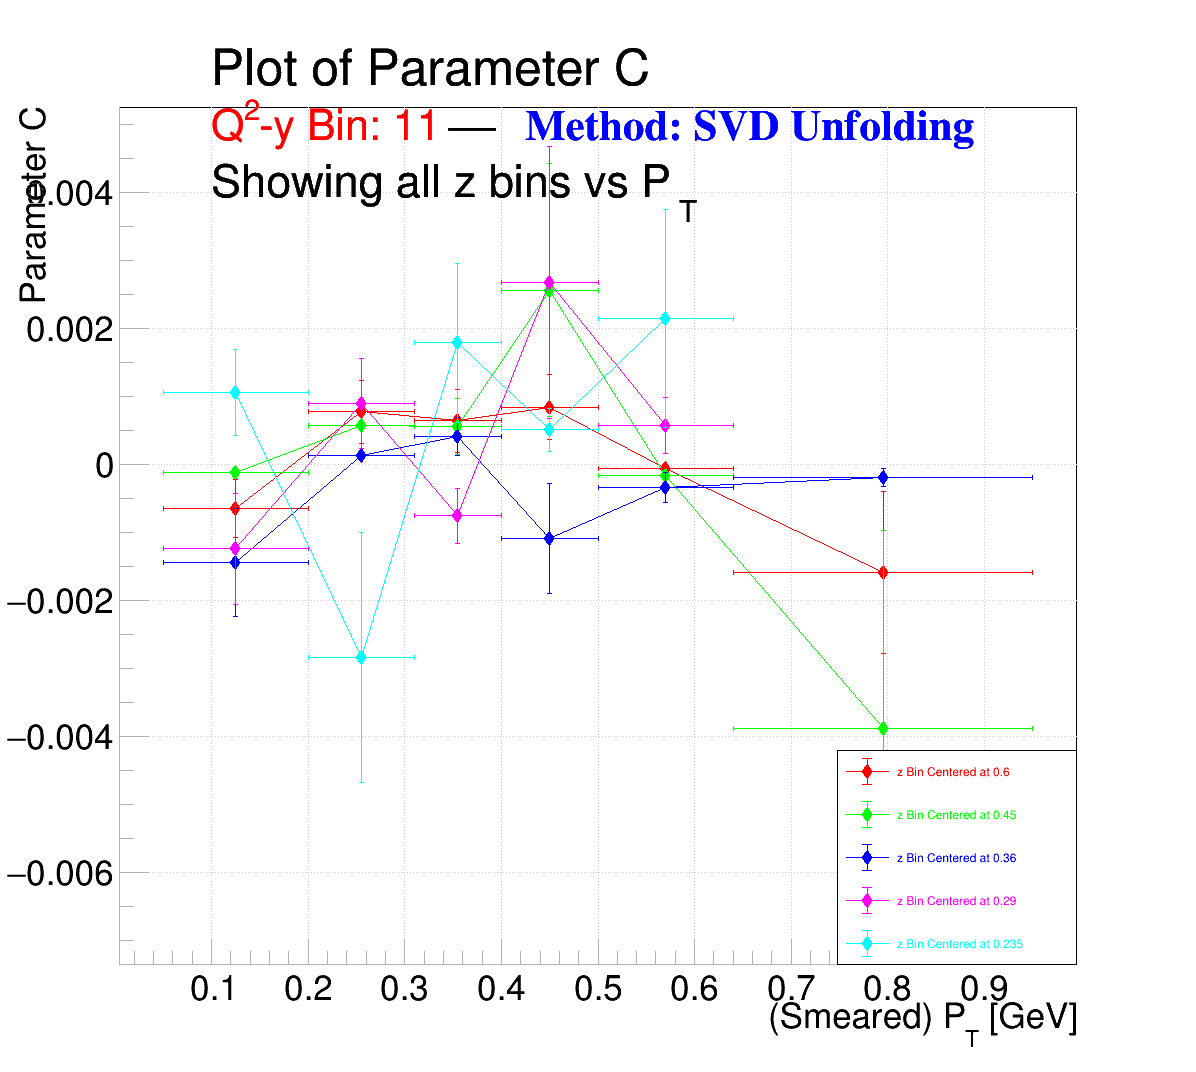 Plot of Parameter C
Q²-y Bin: 11 — Method: SVD Unfolding
Showing all z bins vs P_T
Parameter C
0.004
0.002
0
−0.002
−0.004
−0.006
z Bin Centered at 0.6
z Bin Centered at 0.45
z Bin Centered at 0.36
z Bin Centered at 0.29
z Bin Centered at 0.235
0.1 0.2 0.3 0.4 0.5 0.6 0.7 0.8 0.9
(Smeared) P_T [GeV]